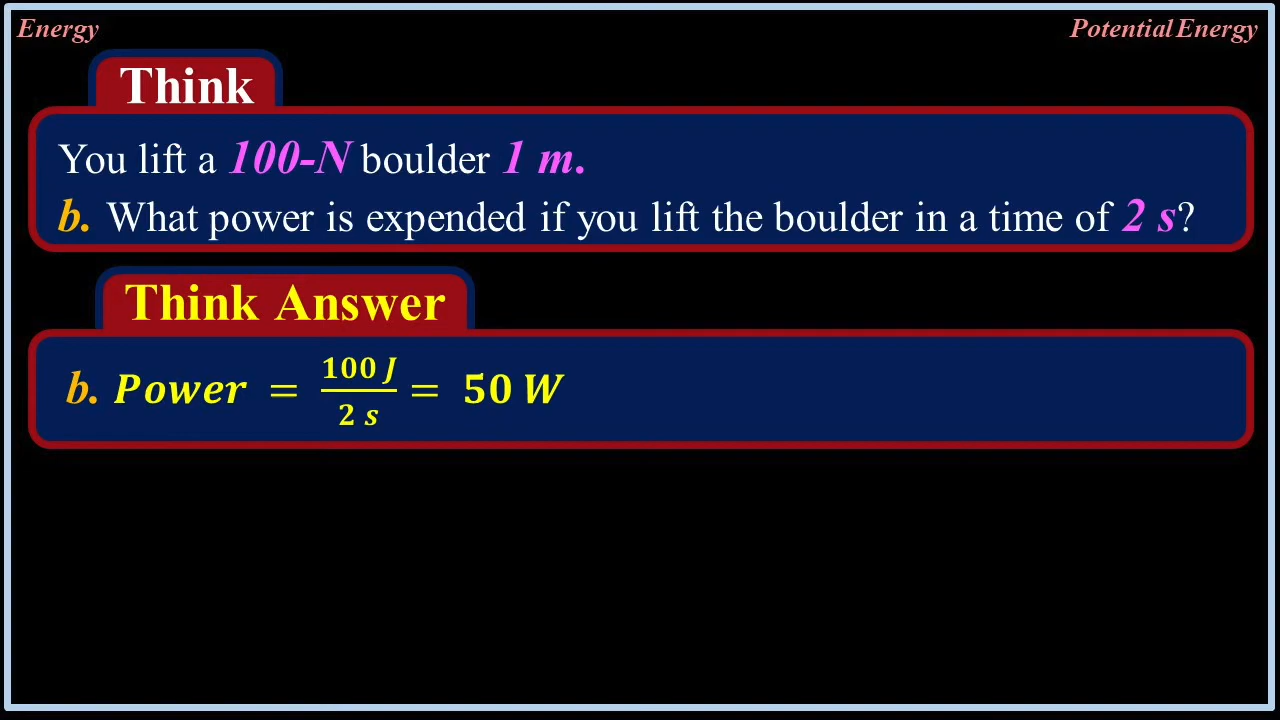 Energy
Potential Energy
Think
You lift a 100-N boulder 1 m.
b. What power is expended if you lift the boulder in a time of 2 s?
Think Answer
b. Power = 100 J / 2 s = 50 W